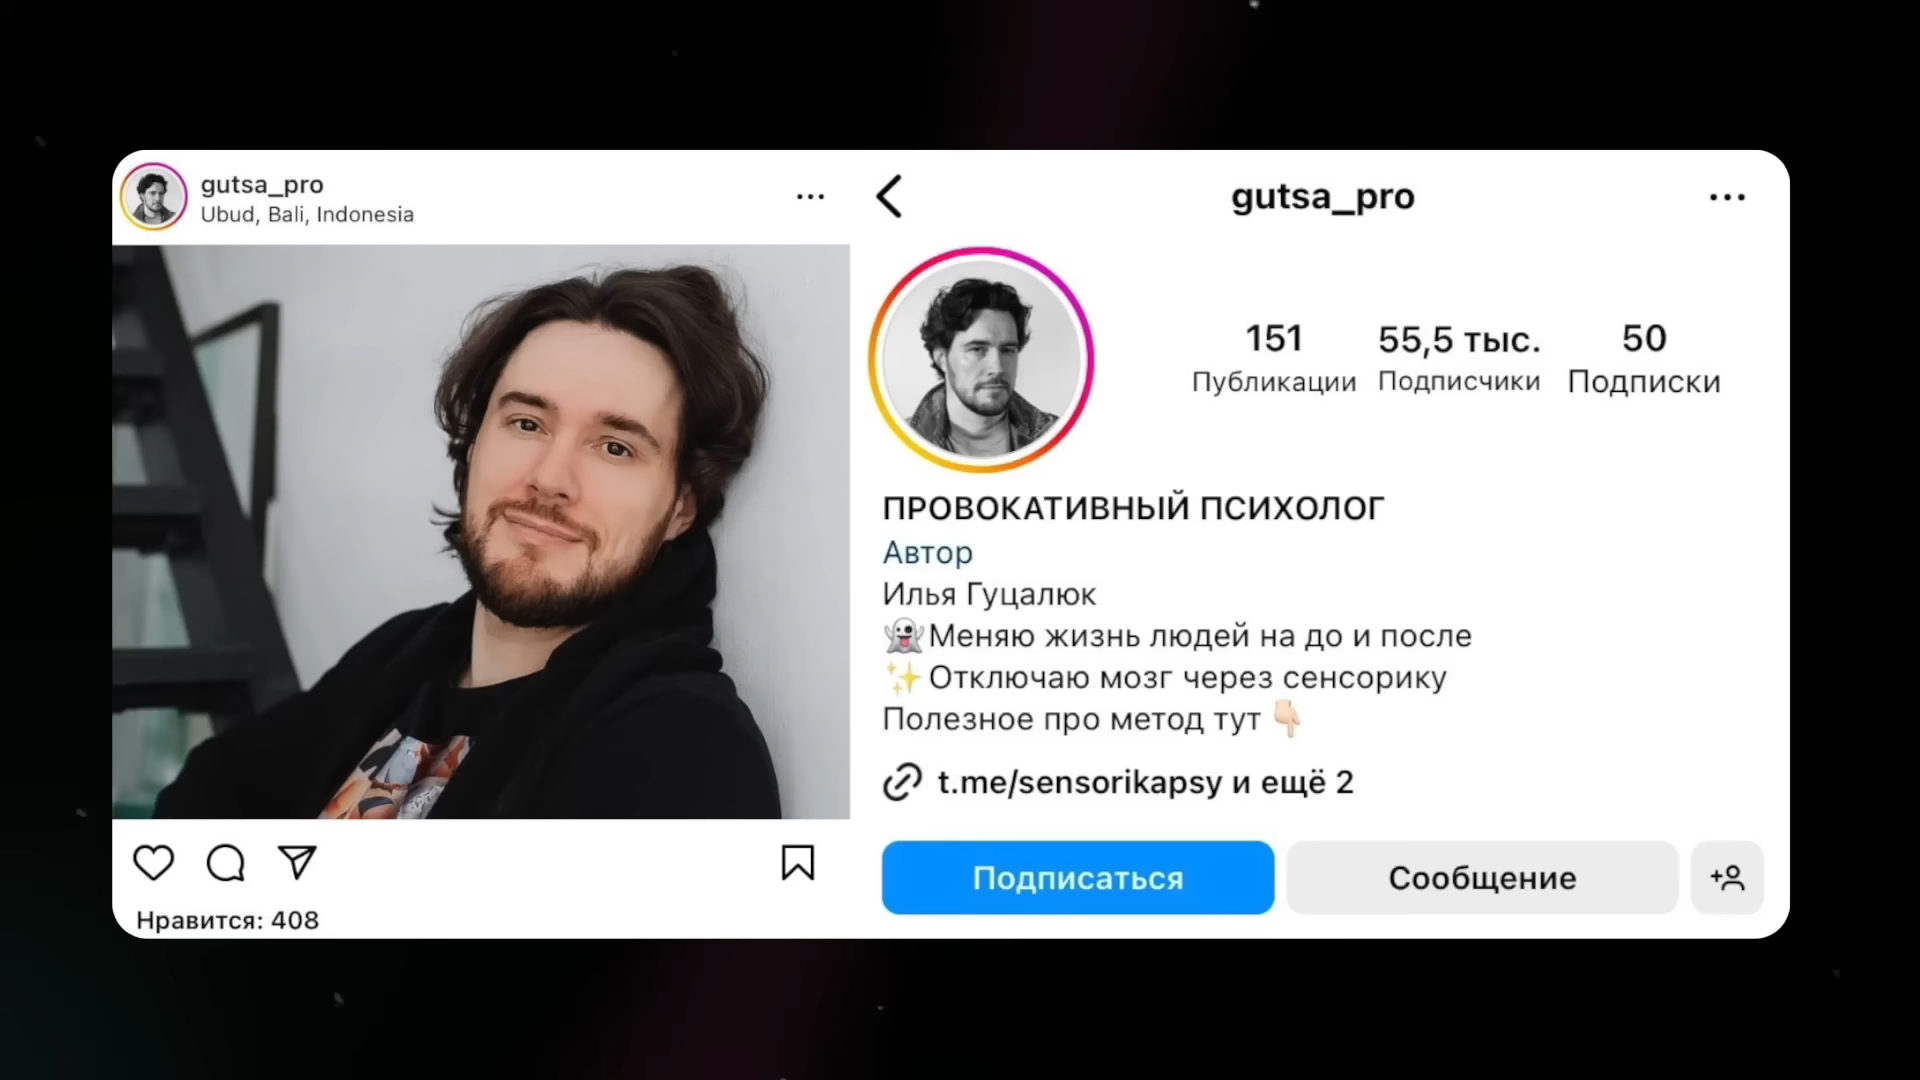 gutsa_pro
Ubud, Bali, Indonesia
Нравится: 408
gutsa_pro
151
Публикации
55,5 тыс.
Подписчики
50
Подписки
ПРОВОКАТИВНЫЙ ПСИХОЛОГ
Автор
Илья Гуцалюк
👻Меняю жизнь людей на до и после
✨Отключаю мозг через сенсорику
Полезное про метод тут 👇🏻
t.me/sensorikapsy и ещё 2
Подписаться
Сообщение